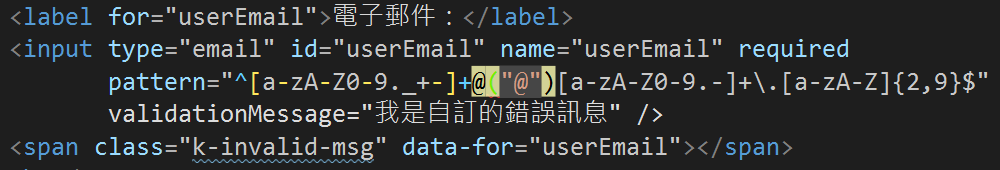 <label for="userEmail">電子郵件：</label>
<input type="email" id="userEmail" name="userEmail" required
pattern="^[a-zA-Z0-9._+-]+@("@")[a-zA-Z0-9.-]+\.[a-zA-Z]{2,9}$"
validationMessage="我是自訂的錯誤訊息" />
<span class="k-invalid-msg" data-for="userEmail"></span>